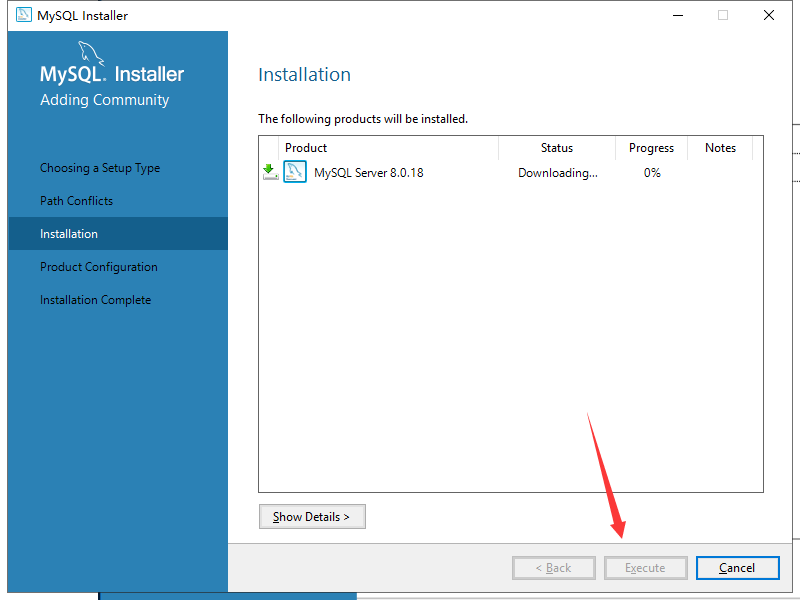 MySQL Installer
MySQL. Installer
Adding Community
Choosing a Setup Type
Path Conflicts
Installation
Product Configuration
Installation Complete
Installation
The following products will be installed.
Product Status Progress Notes
MySQL Server 8.0.18 Downloading... 0%
Show Details >
< Back Execute Cancel